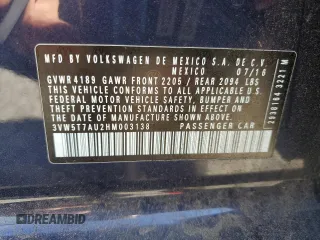 MFD BY VOLKSWAGEN DE MEXICO S.A. DE C.V.
MEXICO 07/16
GVWR4189 GAWR FRONT 2205 / REAR 2094 LBS
THIS VEHICLE CONFORMS TO ALL APPLICABLE
FEDERAL MOTOR VEHICLE SAFETY, BUMPER, AND
THEFT PREVENTION STANDARDS IN EFFECT ON THE
DATE OF MANUFACTURE SHOWN ABOVE.
3VW5T7AU2HM003138 PASSENGER CAR
2930164 3221 M
DREAMBID